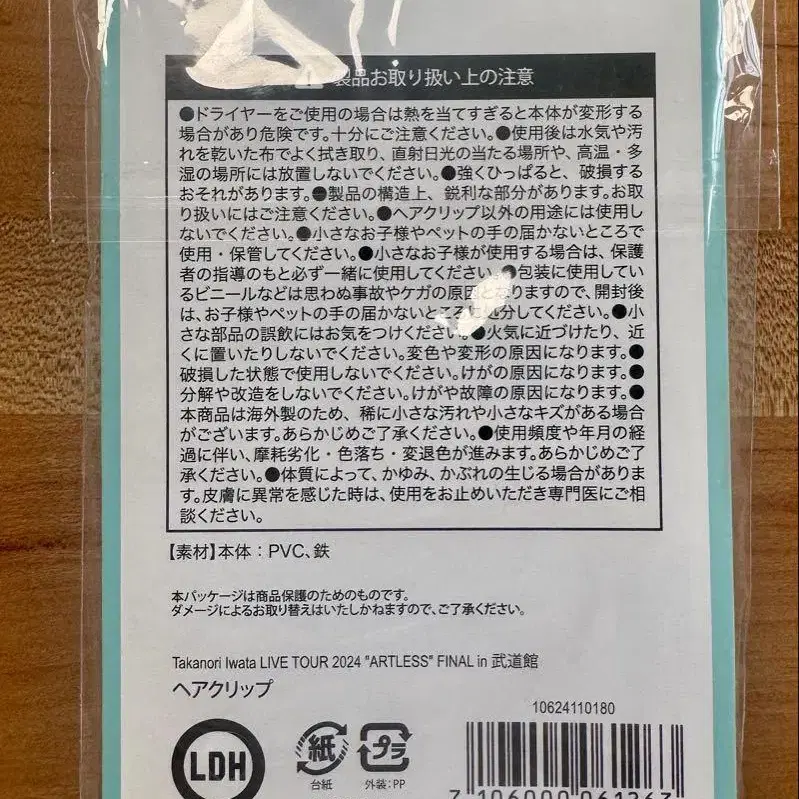 製品お取り扱い上の注意
●ドライヤーをご使用の場合は熱を当てすぎると本体が変形する
場合があり危険です。十分にご注意ください。●使用後は水気や汚
れを乾いた布でよく拭き取り、直射日光の当たる場所や、高温・多
湿の場所には放置しないでください。●強くひっぱると、破損する
おそれがあります。●製品の構造上、鋭利な部分があります。お取
り扱いにはご注意ください。●ヘアクリップ以外の用途には使用し
ないでください。●小さなお子様やペットの手の届かないところで
使用・保管してください。●小さなお子様が使用する場合は、保護
者の指導のもと必ず一緒に使用してください。●包装に使用してい
るビニールなどは思わぬ事故やケガの原因となりますので、開封後
は、お子様やペットの手の届かないところに処分してください。●小
さな部品の誤飲にはお気をつけください。●火気に近づけたり、近
くに置いたりしないでください。変色や変形の原因になります。●
破損した状態で使用しないでください。けがの原因になります。●
分解や改造をしないでください。けがや故障の原因になります。●
本商品は海外製のため、稀に小さな汚れや小さなキズがある場合
がございます。あらかじめご了承ください。●使用頻度や年月の経
過に伴い、摩耗劣化・色落ち・変退色が進みます。あらかじめご了
承ください。●体質によって、かゆみ、かぶれの生じる場合がありま
す。皮膚に異常を感じた時は、使用をお止めいただき専門医にご相
談ください。
【素材】本体：PVC、鉄
本パッケージは商品保護のためのものです。
ダメージによるお取り替えはいたしかねますので、ご了承ください。
Takanori Iwata LIVE TOUR 2024 "ARTLESS" FINAL in 武道館
ヘアクリップ
10624110180
LDH
紙
プラ
台紙
外装：PP
7 106000 061263